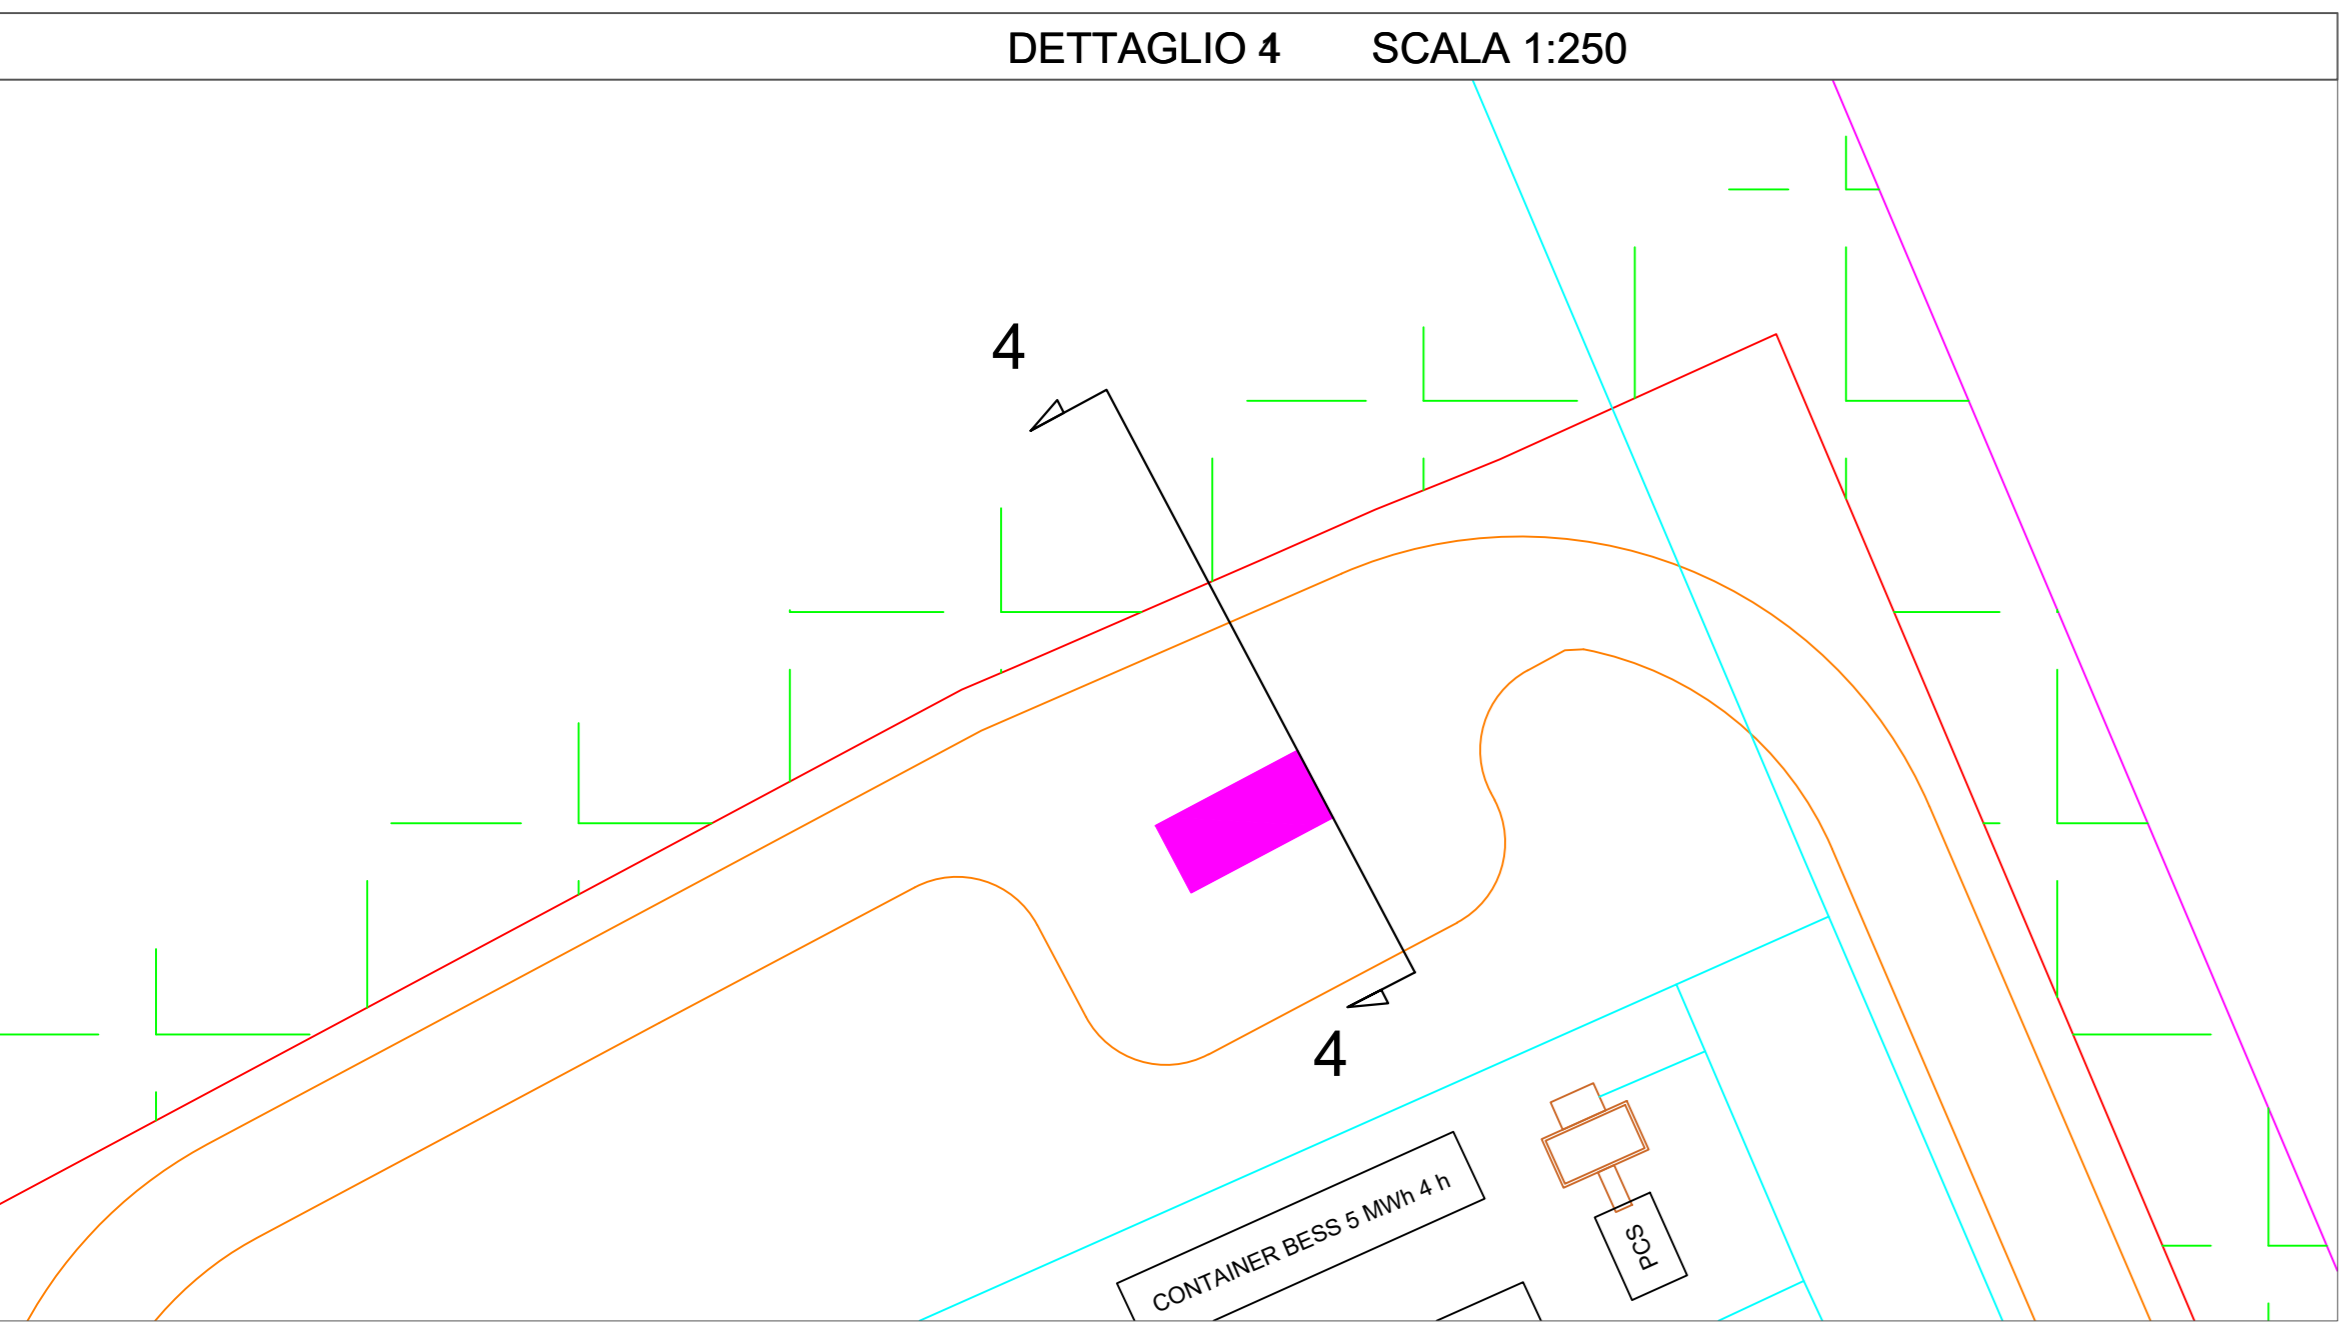 DETTAGLIO 4 SCALA 1:250
4
4
CONTAINER BESS 5 MWh 4 h
PCS